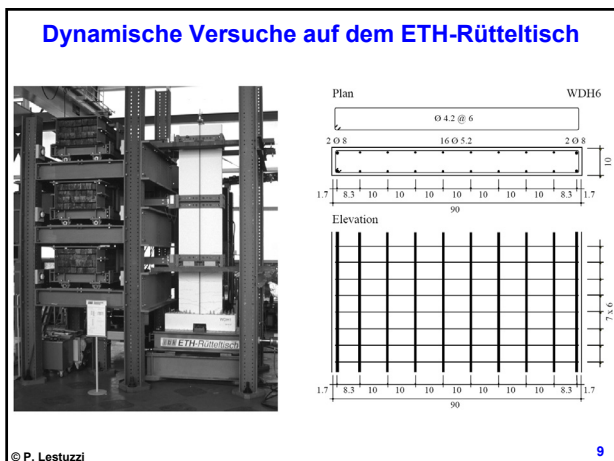 Dynamische Versuche auf dem ETH-Rütteltisch
ETH-Rütteltisch
Plan WDH6
Ø 4.2 @ 6
2 Ø 8 16 Ø 5.2 2 Ø 8
10
1.7 8.3 10 10 10 10 10 10 10 8.3 1.7
90
Elevation
7 x 6
1.7 8.3 10 10 10 10 10 10 10 8.3 1.7
90
© P. Lestuzzi
9